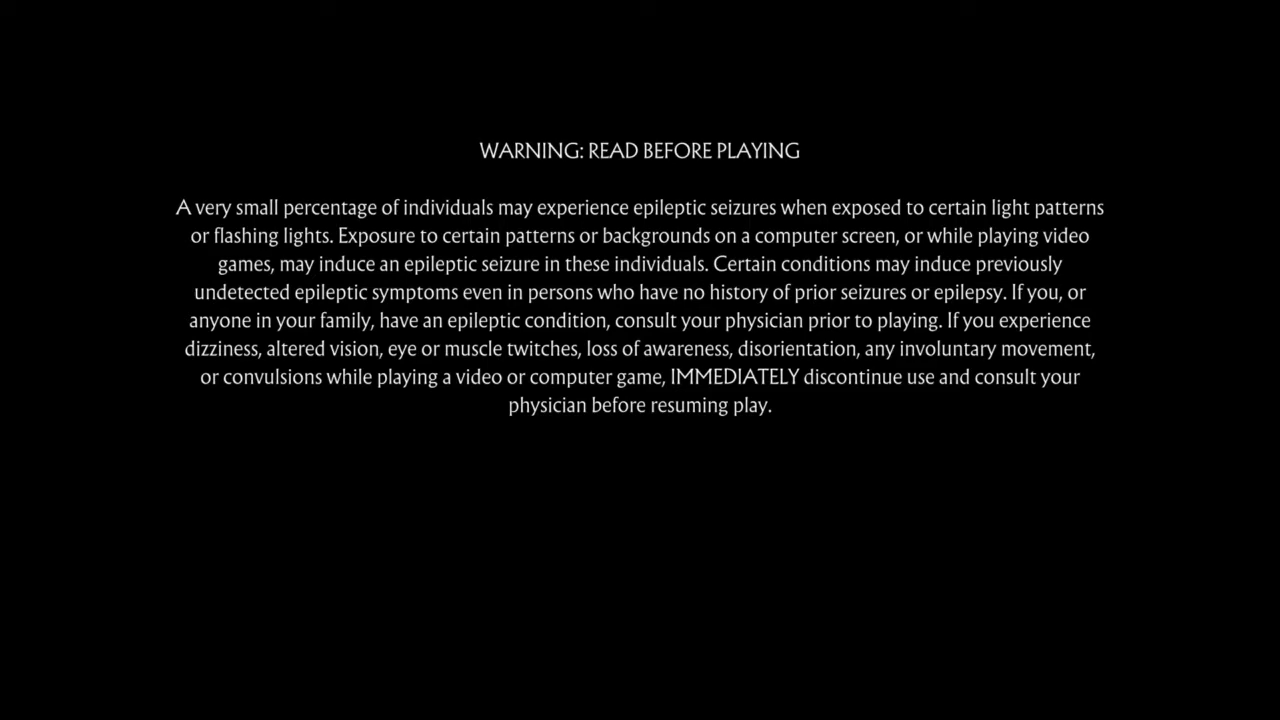 WARNING: READ BEFORE PLAYING
A very small percentage of individuals may experience epileptic seizures when exposed to certain light patterns
or flashing lights. Exposure to certain patterns or backgrounds on a computer screen, or while playing video
games, may induce an epileptic seizure in these individuals. Certain conditions may induce previously
undetected epileptic symptoms even in persons who have no history of prior seizures or epilepsy. If you, or
anyone in your family, have an epileptic condition, consult your physician prior to playing. If you experience
dizziness, altered vision, eye or muscle twitches, loss of awareness, disorientation, any involuntary movement,
or convulsions while playing a video or computer game, IMMEDIATELY discontinue use and consult your
physician before resuming play.